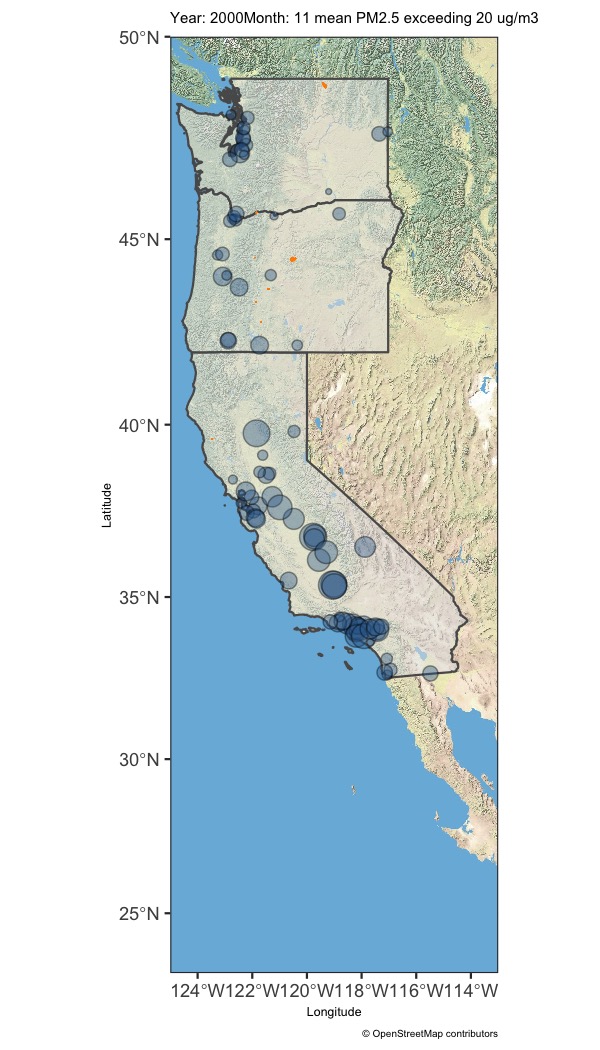 Year: 2000Month: 11 mean PM2.5 exceeding 20 ug/m3
50°N
45°N
40°N
35°N
30°N
25°N
Latitude
124°W122°W120°W118°W116°W114°W
Longitude
© OpenStreetMap contributors